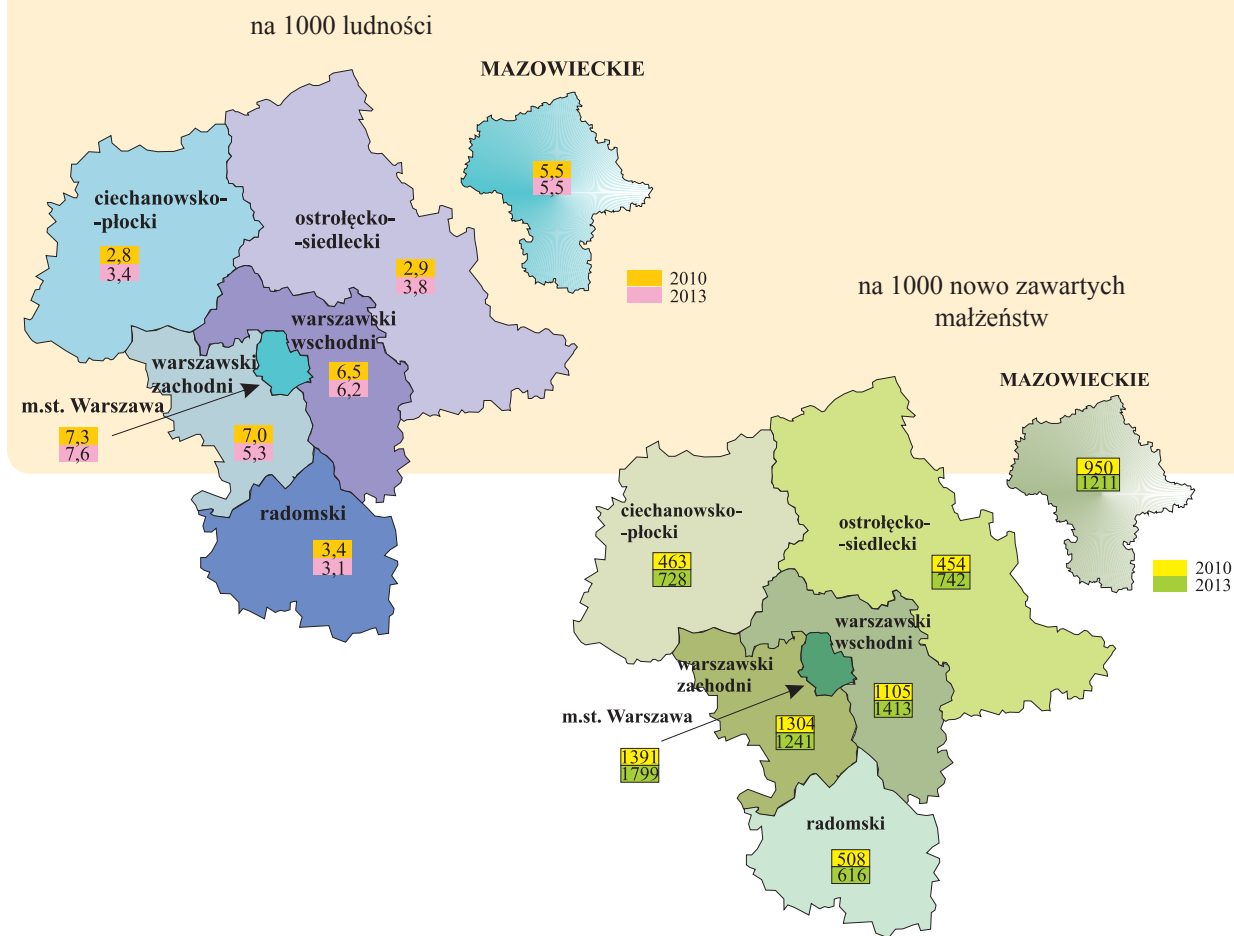 na 1000 ludności
MAZOWIECKIE
5,5
5,5
ciechanowsko-
-płocki
2,8
3,4
ostrołęcko-
-siedlecki
2,9
3,8
2010
2013
warszawski
wschodni
6,5
6,2
warszawski
zachodni
7,0
5,3
m.st. Warszawa
7,3
7,6
radomski
3,4
3,1
na 1000 nowo zawartych
małżeństw
MAZOWIECKIE
950
1211
ciechanowsko-
-płocki
463
728
ostrołęcko-
-siedlecki
454
742
2010
2013
warszawski
wschodni
1105
1413
warszawski
zachodni
1304
1241
m.st. Warszawa
1391
1799
radomski
508
616